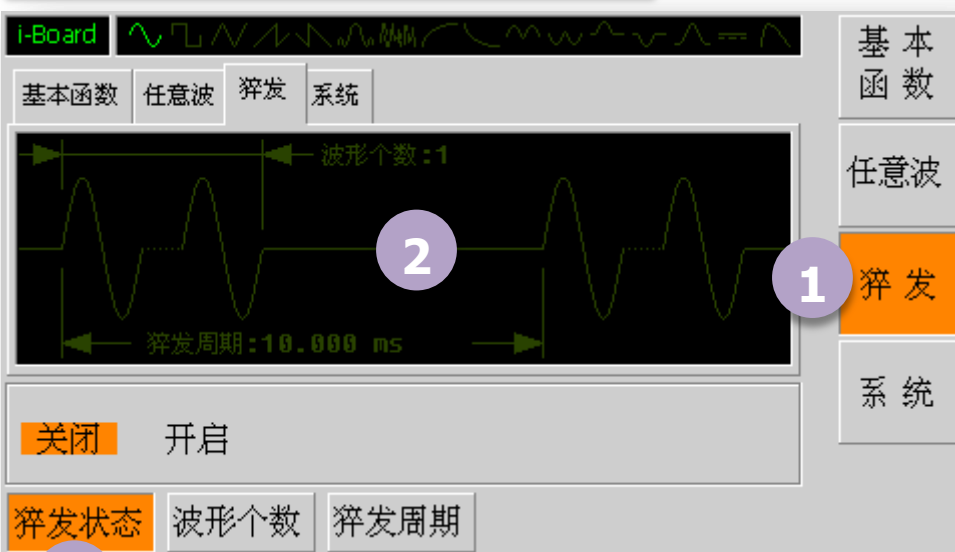 i-Board
基本函数 任意波 猝发 系统
波形个数:1
2
猝发周期:10.000 ms
关闭 开启
猝发状态 波形个数 猝发周期
基本
函数
任意波
1
猝发
系统